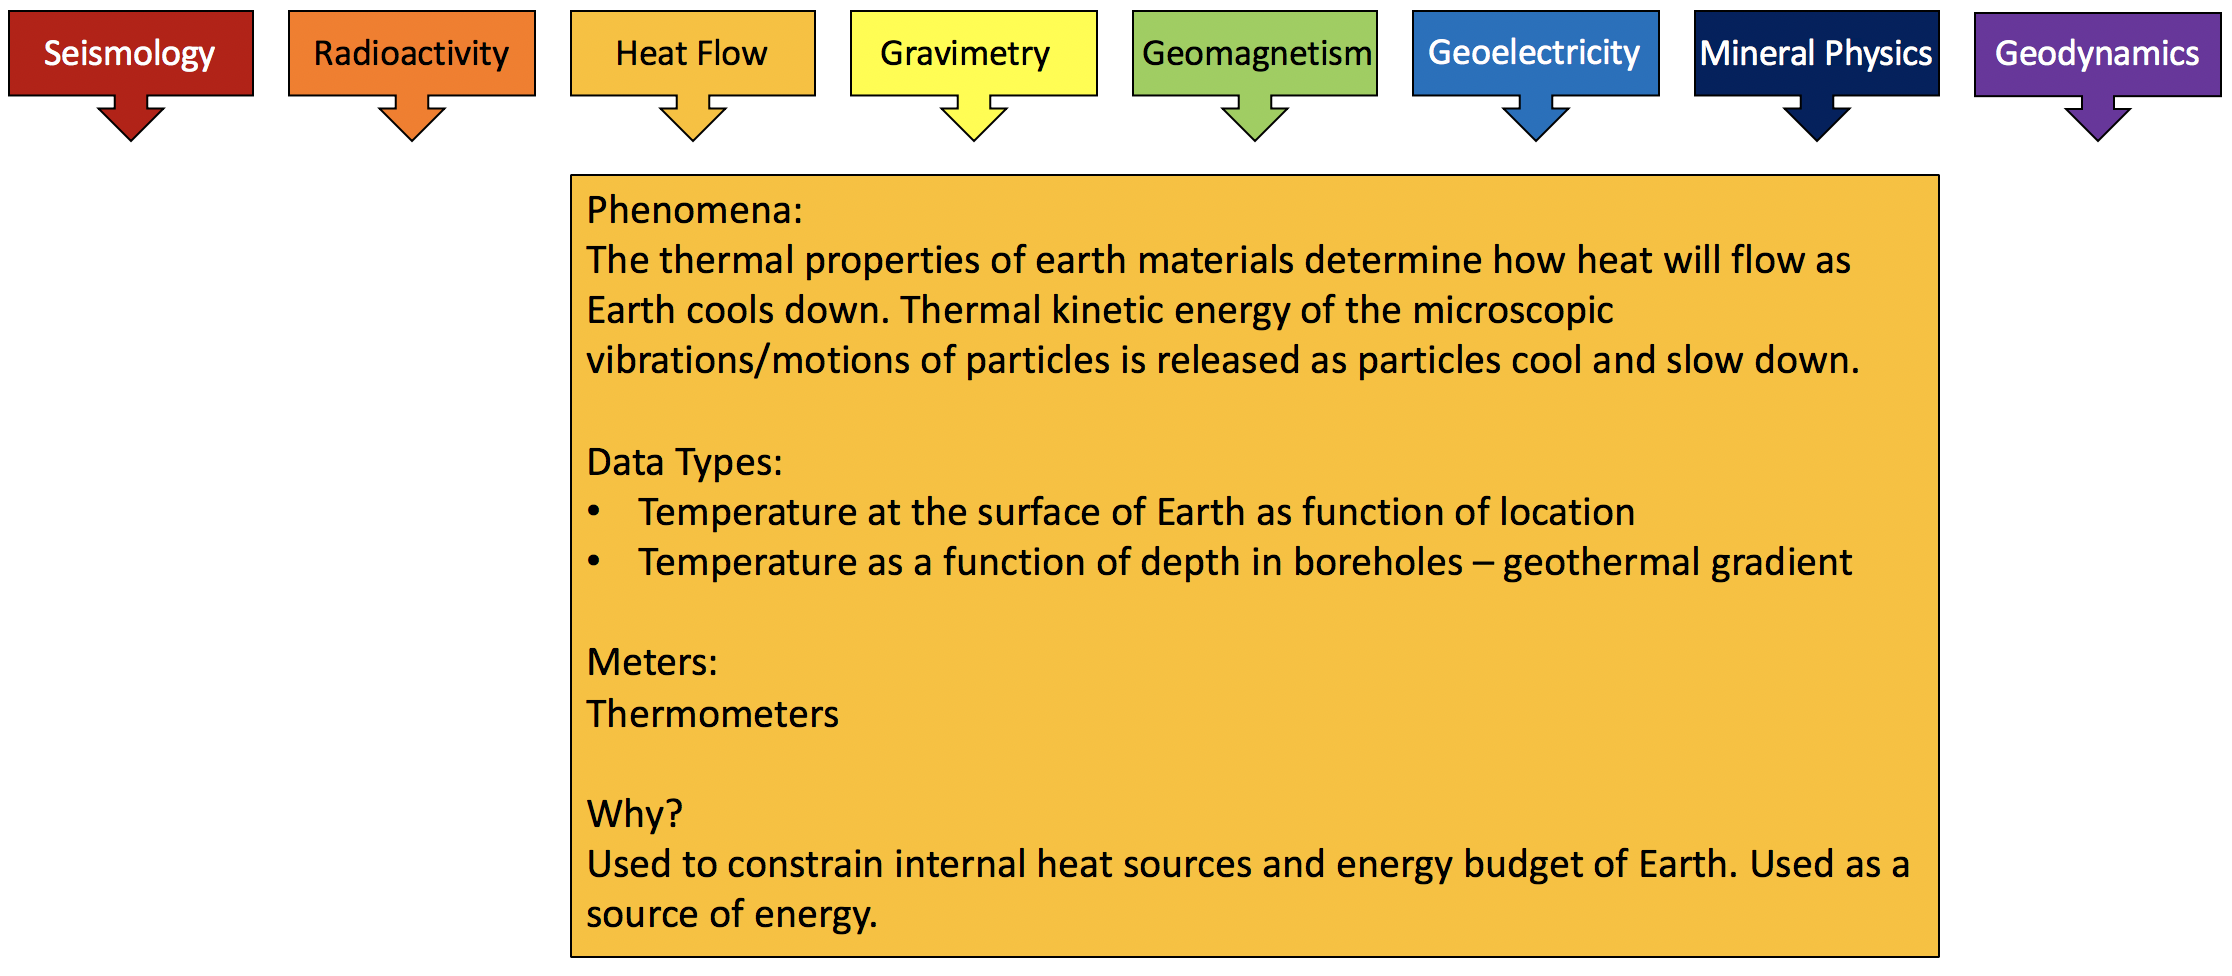 Seismology
Radioactivity
Heat Flow
Gravimetry
Geomagnetism
Geoelectricity
Mineral Physics
Geodynamics
Phenomena:
The thermal properties of earth materials determine how heat will flow as
Earth cools down. Thermal kinetic energy of the microscopic
vibrations/motions of particles is released as particles cool and slow down.
Data Types:
• Temperature at the surface of Earth as function of location
• Temperature as a function of depth in boreholes – geothermal gradient
Meters:
Thermometers
Why?
Used to constrain internal heat sources and energy budget of Earth. Used as a
source of energy.